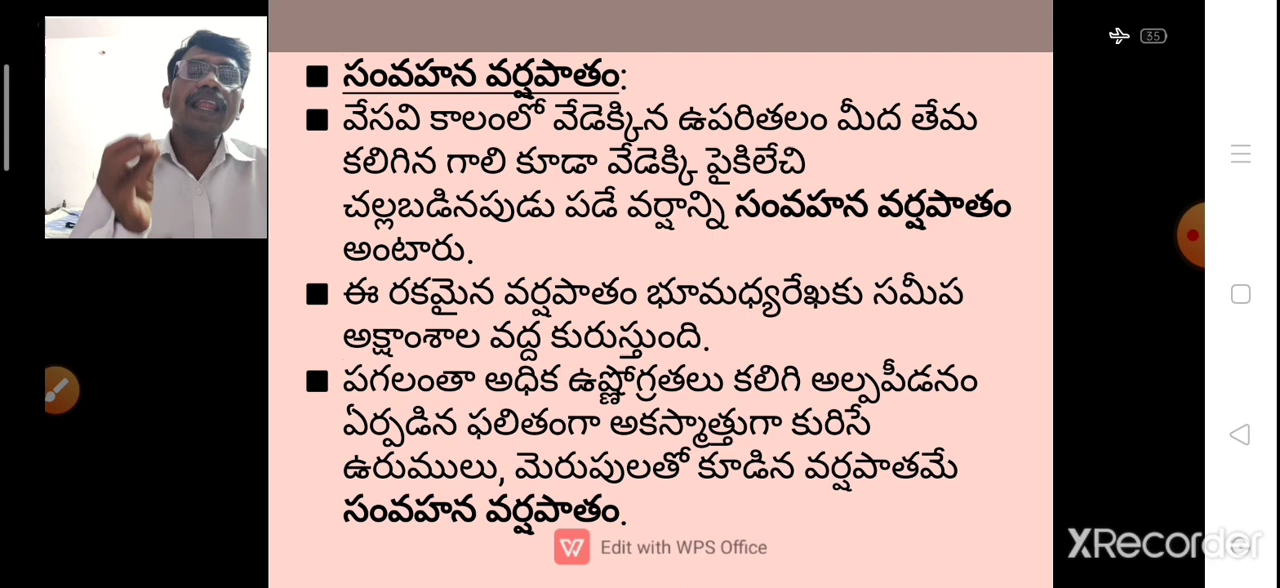 35
■ సంవహన వర్షపాతం:
■ వేసవి కాలంలో వేడెక్కిన ఉపరితలం మీద తేమ
కలిగిన గాలి కూడా వేడెక్కి పైకిలేచి
చల్లబడినపుడు పడే వర్షాన్ని సంవహన వర్షపాతం
అంటారు.
■ ఈ రకమైన వర్షపాతం భూమధ్యరేఖకు సమీప
అక్షాంశాల వద్ద కురుస్తుంది.
■ పగలంతా అధిక ఉష్ణోగ్రతలు కలిగి అల్పపీడనం
ఏర్పడిన ఫలితంగా అకస్మాత్తుగా కురిసే
ఉరుములు, మెరుపులతో కూడిన వర్షపాతమే
సంవహన వర్షపాతం.
Edit with WPS Office
XRecorder